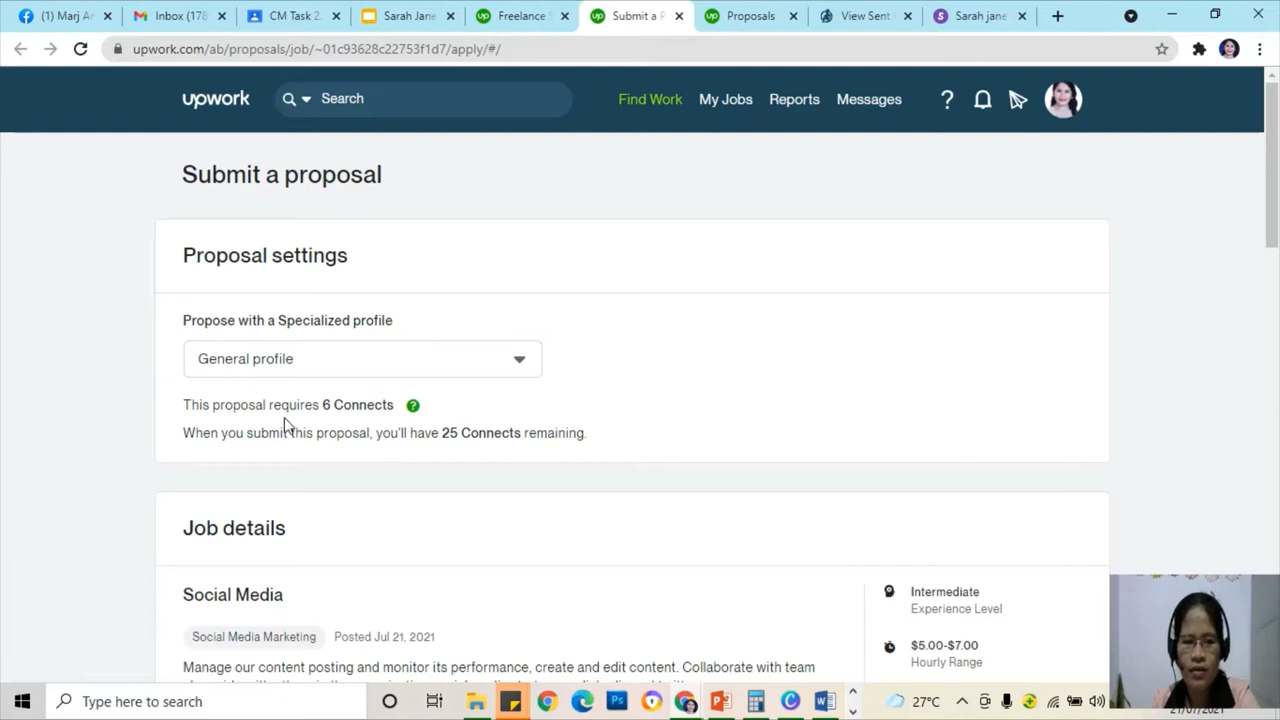 (1) Marj Ar
Inbox (178
CM Task 2.
Sarah Jane
Freelance S
Submit a P
Proposals
View Sent
Sarah jane
upwork.com/ab/proposals/job/~01c93628c22753f1d7/apply/#/
upwork
Search
Find Work
My Jobs
Reports
Messages
Submit a proposal
Proposal settings
Propose with a Specialized profile
General profile
This proposal requires 6 Connects
When you submit this proposal, you'll have 25 Connects remaining.
Job details
Social Media
Social Media Marketing
Posted Jul 21, 2021
Manage our content posting and monitor its performance, create and edit content. Collaborate with team
Intermediate
Experience Level
$5.00-$7.00
Hourly Range
Type here to search
27°C
21/07/2021